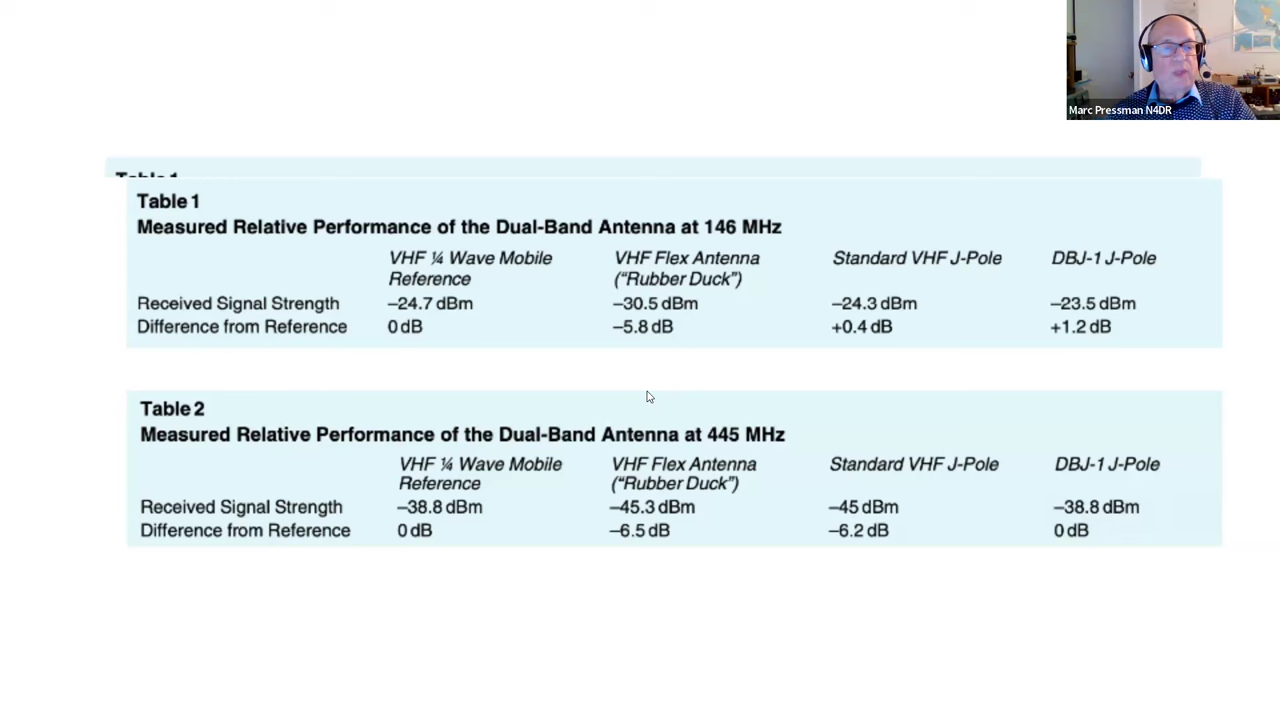 Marc Pressman N4DR
Table 1
Table 1
Measured Relative Performance of the Dual-Band Antenna at 146 MHz
VHF ¼ Wave Mobile VHF Flex Antenna Standard VHF J-Pole DBJ-1 J-Pole
Reference (“Rubber Duck”)
Received Signal Strength –24.7 dBm –30.5 dBm –24.3 dBm –23.5 dBm
Difference from Reference 0 dB –5.8 dB +0.4 dB +1.2 dB
Table 2
Measured Relative Performance of the Dual-Band Antenna at 445 MHz
VHF ¼ Wave Mobile VHF Flex Antenna Standard VHF J-Pole DBJ-1 J-Pole
Reference (“Rubber Duck”)
Received Signal Strength –38.8 dBm –45.3 dBm –45 dBm –38.8 dBm
Difference from Reference 0 dB –6.5 dB –6.2 dB 0 dB